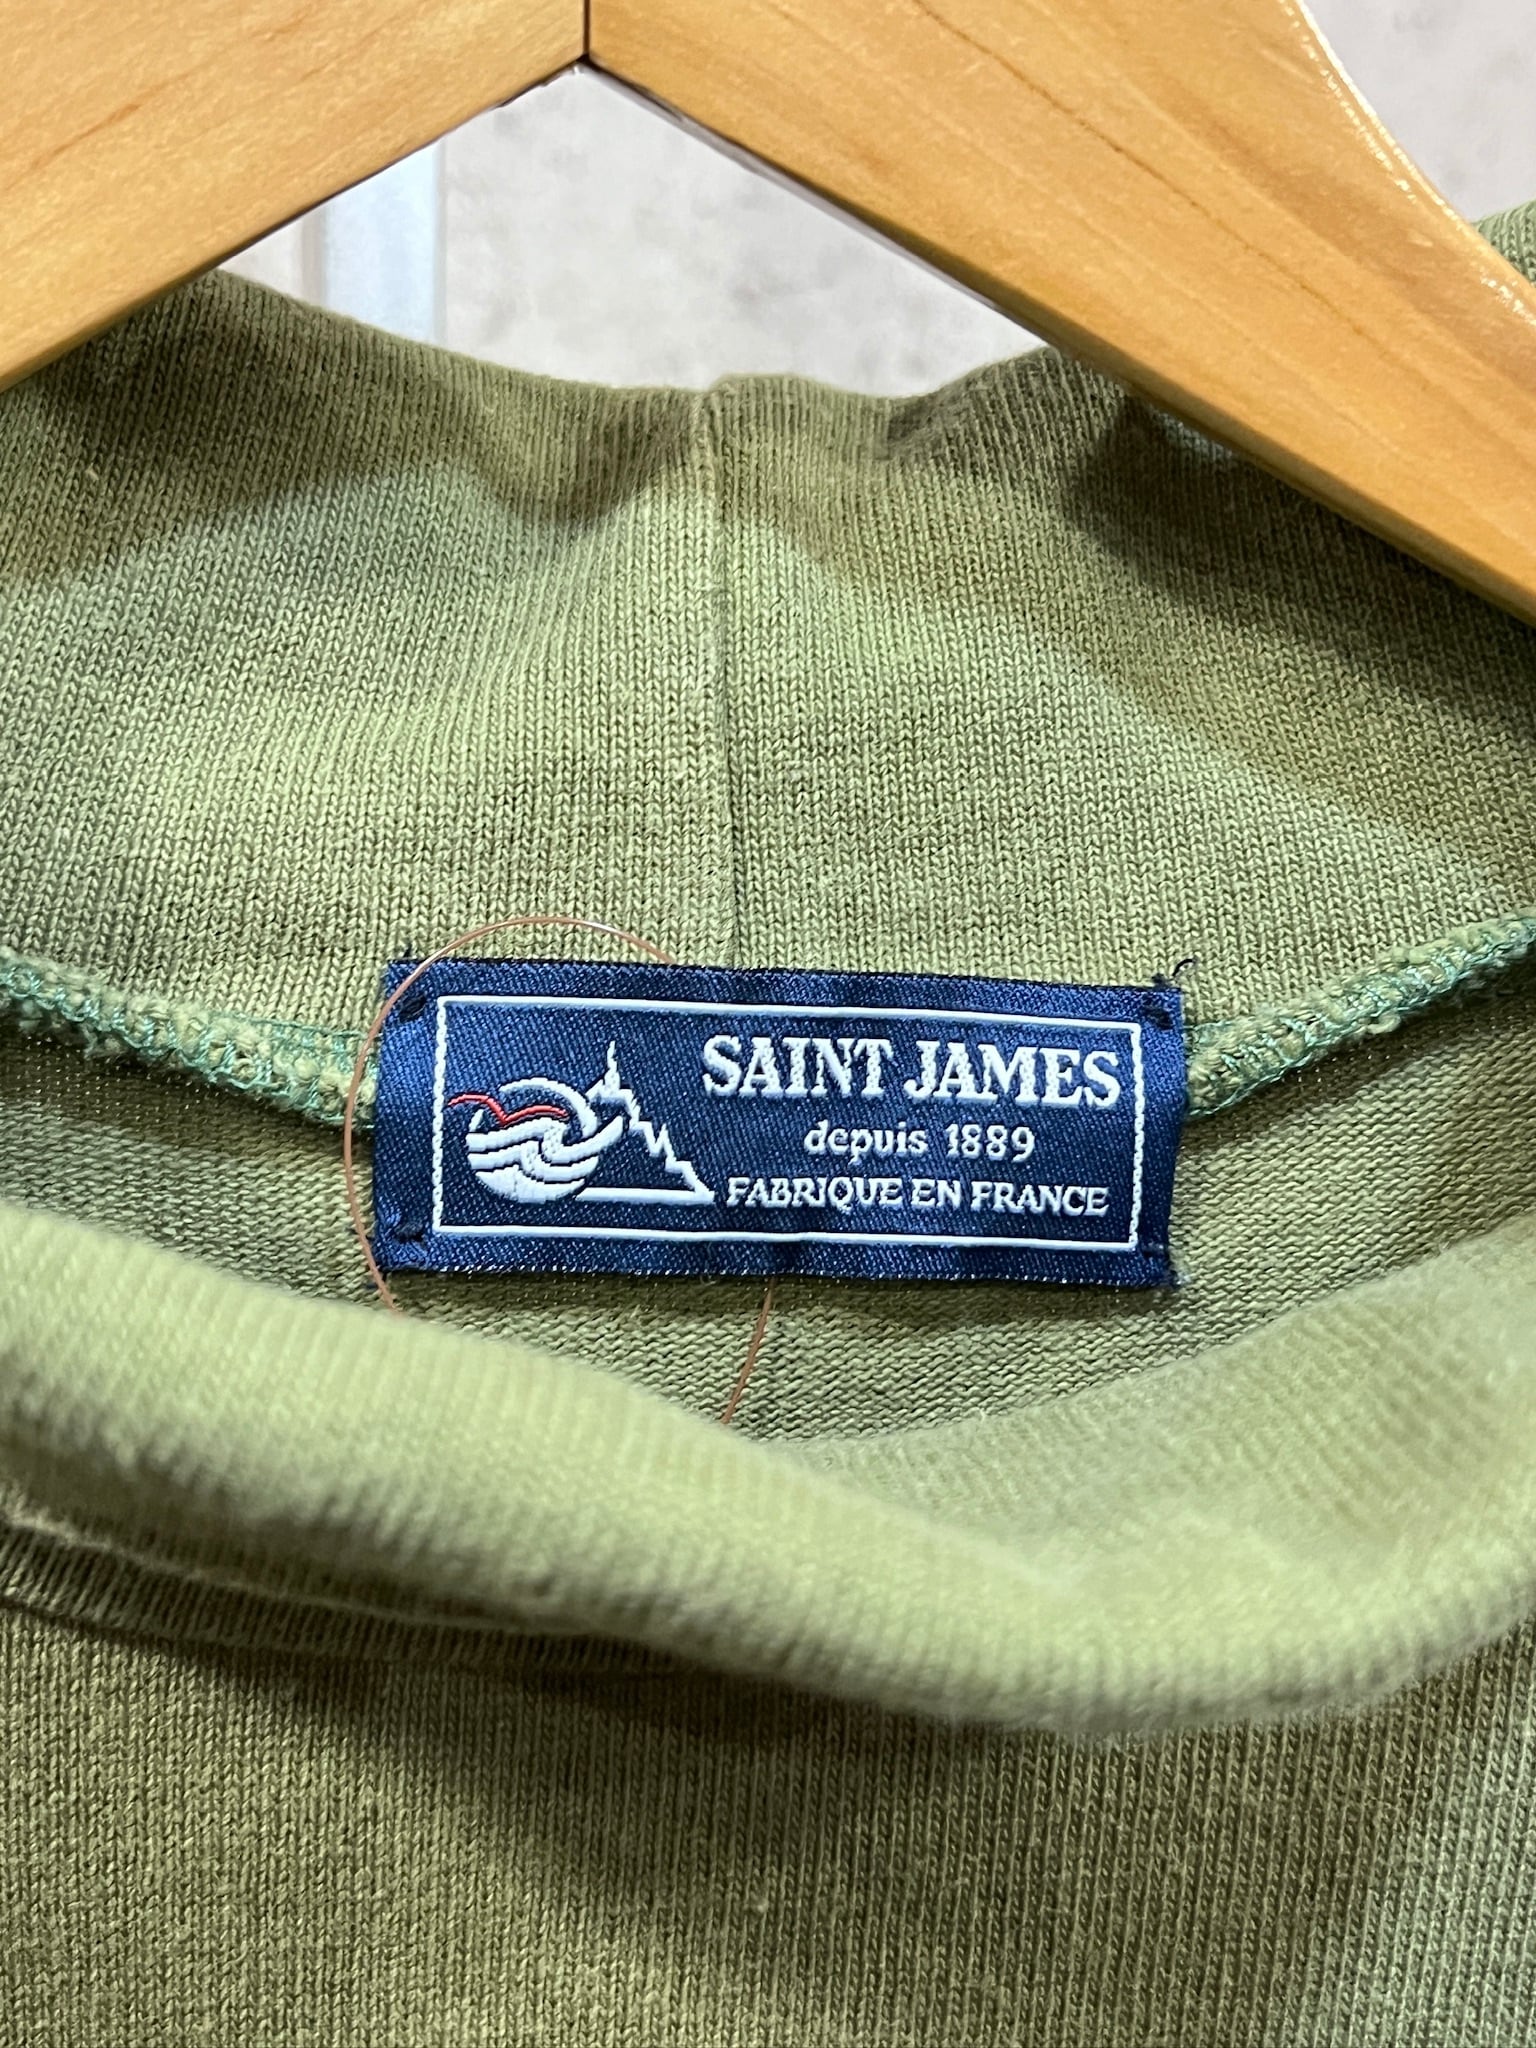 SAINT JAMES
depuis 1889
FABRIQUE EN FRANCE